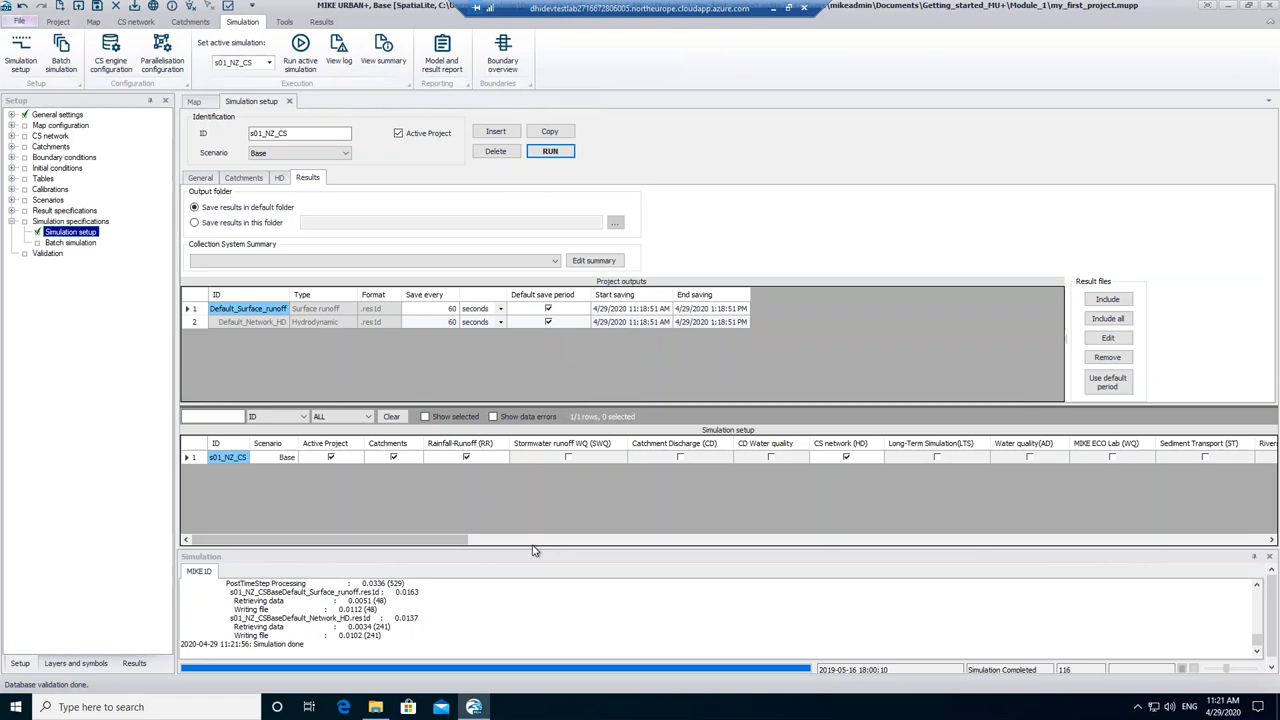 MIKE URBAN+, Base [SpatiaLite,
dhidevtestlab2716672806005.northeurope.cloudapp.azure.com
mikeadmin\Documents\Getting_started_MU+\Module_1\my_first_project.mupp
File Project Map CS network Catchments Simulation Tools MIKE
Simulation setup
Batch simulation
CS engine configuration
Parallelisation configuration
Set active simulation:
s01_NZ_CS
Run active simulation
View log
View summary
Model and result report
Boundary overview
Setup Configuration Execution Reporting Boundaries
Setup
General settings
Map configuration
CS network
Catchments
Boundary conditions
Initial conditions
Tables
Calibrations
Scenarios
Result specifications
Simulation specifications
Simulation setup
Batch simulation
Validation
Map Simulation setup
Identification
ID s01_NZ_CS Active Project Insert Copy
Scenario Base Delete RUN
General Catchments HD Results
Output folder
Save results in default folder
Save results in this folder ...
Collection System Summary
Edit summary
Project outputs
ID Type Format Save every Default save period Start saving End saving
1 Default_Surface_runoff Surface runoff .res1d 60 seconds 4/29/2020 11:18:51 AM 4/29/2020 1:18:51 PM
2 Default_Network_HD Hydrodynamic .res1d 60 seconds 4/29/2020 11:18:51 AM 4/29/2020 1:18:51 PM
Result files
Include
Include all
Edit
Remove
Use default period
ID ALL Clear Show selected Show data errors 1/1 rows, 0 selected
Simulation setup
ID Scenario Active Project Catchments Rainfall-Runoff (RR) Stormwater runoff WQ (SWQ) Catchment Discharge (CD) CD Water quality CS network (HD) Long-Term Simulation(LTS) Water quality(AD) MIKE ECO Lab (WQ) Sediment Transport (ST) River
1 s01_NZ_CS Base
Simulation
MIKE1D
PostTimeStep Processing : 0.0336 (529)
s01_NZ_CSBaseDefault_Surface_runoff.res1d : 0.0163
Retrieving data : 0.0051 (48)
Writing file : 0.0112 (48)
s01_NZ_CSBaseDefault_Network_HD.res1d : 0.0137
Retrieving data : 0.0034 (241)
Writing file : 0.0102 (241)
2020-04-29 11:21:56: Simulation done
2019-05-16 18:00:10 Simulation Completed 116
Setup Layers and symbols Results
Database validation done.
Type here to search
ENG
11:21 AM
4/29/2020